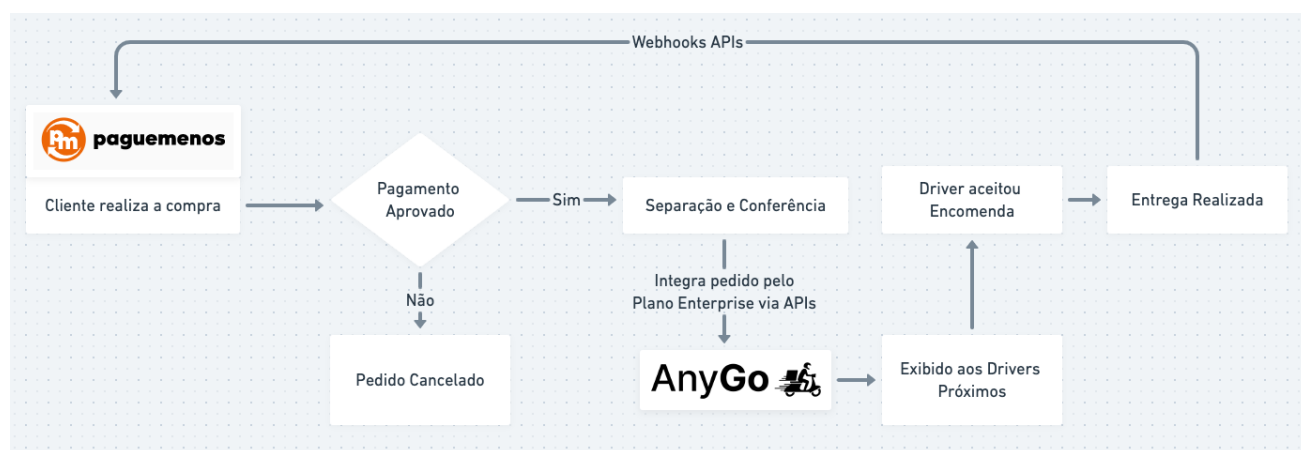 Webhooks APIs
Pm paguemenos
Cliente realiza a compra
Pagamento
Aprovado
Sim
Separação e Conferência
Driver aceitou
Encomenda
Entrega Realizada
Não
Integra pedido pelo
Plano Enterprise via APIs
Pedido Cancelado
AnyGo
Exibido aos Drivers
Próximos